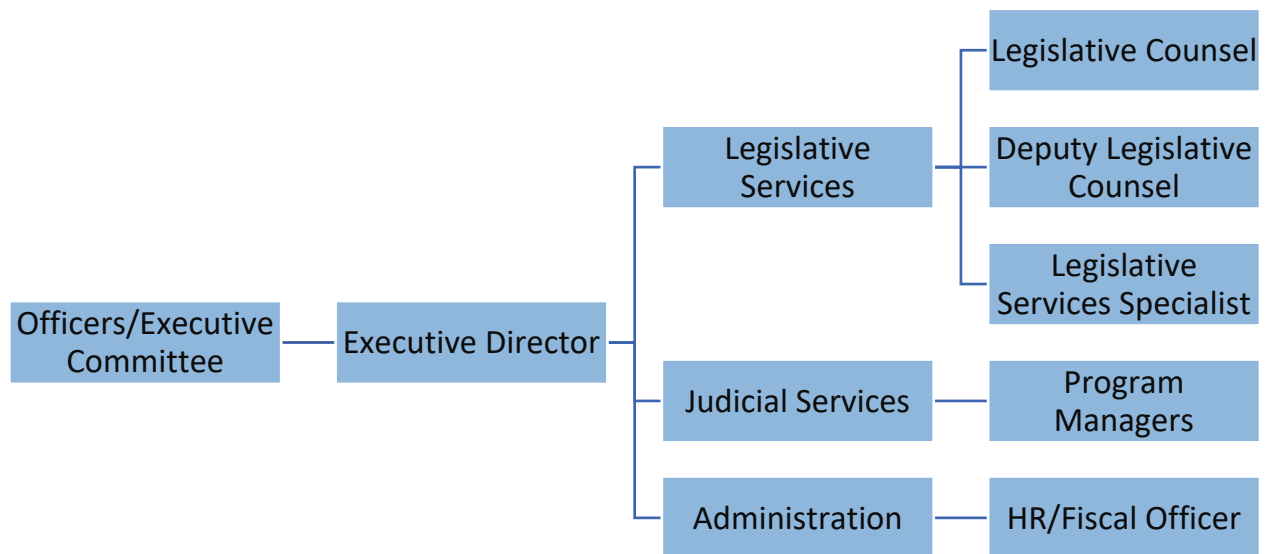 Legislative Counsel
Legislative
Services
Deputy Legislative
Counsel
Legislative
Services Specialist
Officers/Executive
Committee
Executive Director
Judicial Services
Program
Managers
Administration
HR/Fiscal Officer